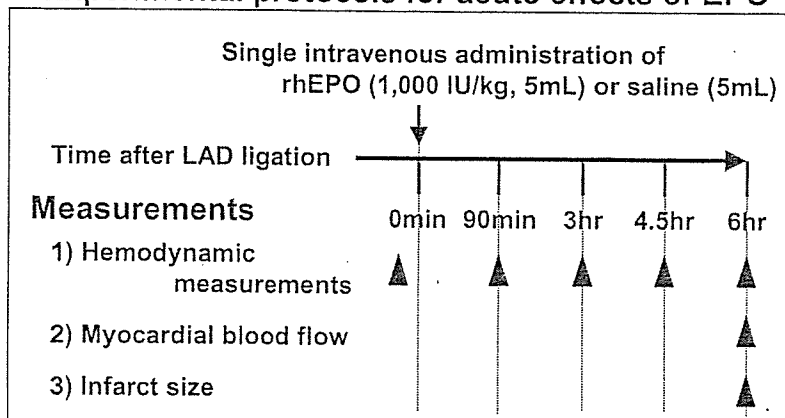 Single intravenous administration of
rhEPO (1,000 IU/kg, 5mL) or saline (5mL)
Time after LAD ligation
Measurements
0min 90min 3hr 4.5hr 6hr
1) Hemodynamic
measurements
2) Myocardial blood flow
3) Infarct size